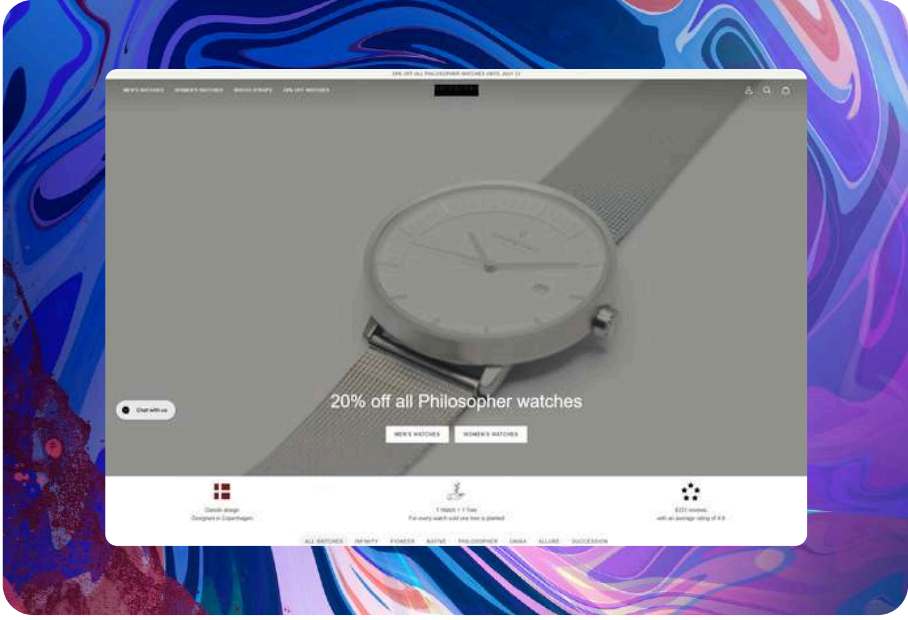 20% OFF ALL PHILOSOPHER WATCHES UNTIL JULY 31
MEN'S WATCHES WOMEN'S WATCHES WATCH STRAPS 20% OFF WATCHES
20% off all Philosopher watches
Chat with us
MEN'S WATCHES WOMEN'S WATCHES
Danish design
Designed in Copenhagen
1 Watch = 1 Tree
For every watch sold one tree is planted
reviews
with an average rating of 4.8
ALL WATCHES INFINITY PIONEER NATIVE PHILOSOPHER UNIKA ALLURE SUCCESSION